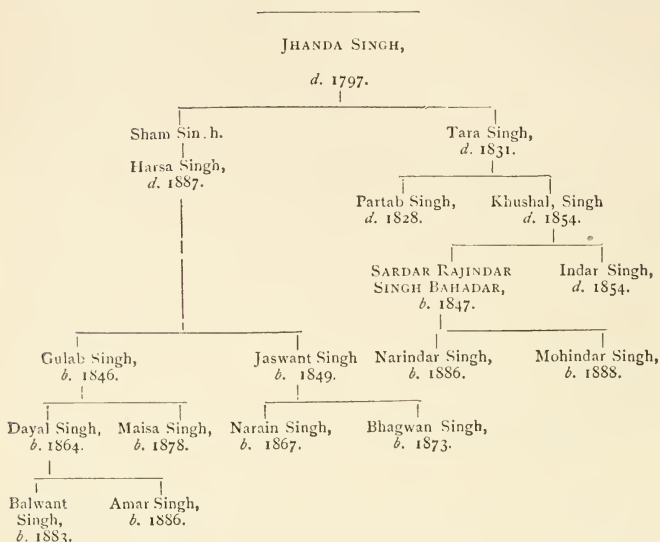 JHANDA SINGH,
d. 1797.
Sham Sin.h.
Tara Singh,
d. 1831.
Harsa Singh,
d. 1887.
Partab Singh,
d. 1828.
Khushal, Singh
d. 1854.
SARDAR RAJINDAR
SINGH BAHADAR,
b. 1847.
Indar Singh,
d. 1854.
Gulab Singh,
b. 1846.
Jaswant Singh
b. 1849.
Narindar Singh,
b. 1886.
Mohindar Singh,
b. 1888.
Dayal Singh,
b. 1864.
Maisa Singh,
b. 1878.
Narain Singh,
b. 1867.
Bhagwan Singh,
b. 1873.
Balwant
Singh,
b. 1883.
Amar Singh,
b. 1886.